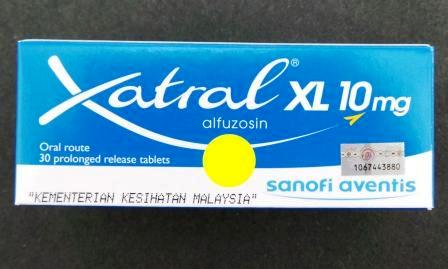 Xatral® XL 10mg
alfuzosin
Oral route
30 prolonged release tablets
1067443880
sanofi aventis
"KEMENTERIAN KESIHATAN MALAYSIA"